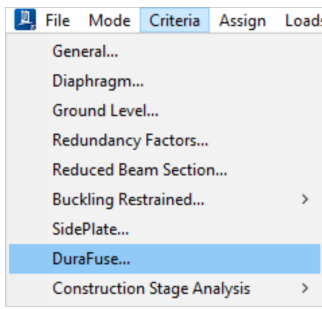 File Mode Criteria Assign Loads
General...
Diaphragm...
Ground Level...
Redundancy Factors...
Reduced Beam Section...
Buckling Restrained... >
SidePlate...
DuraFuse...
Construction Stage Analysis >